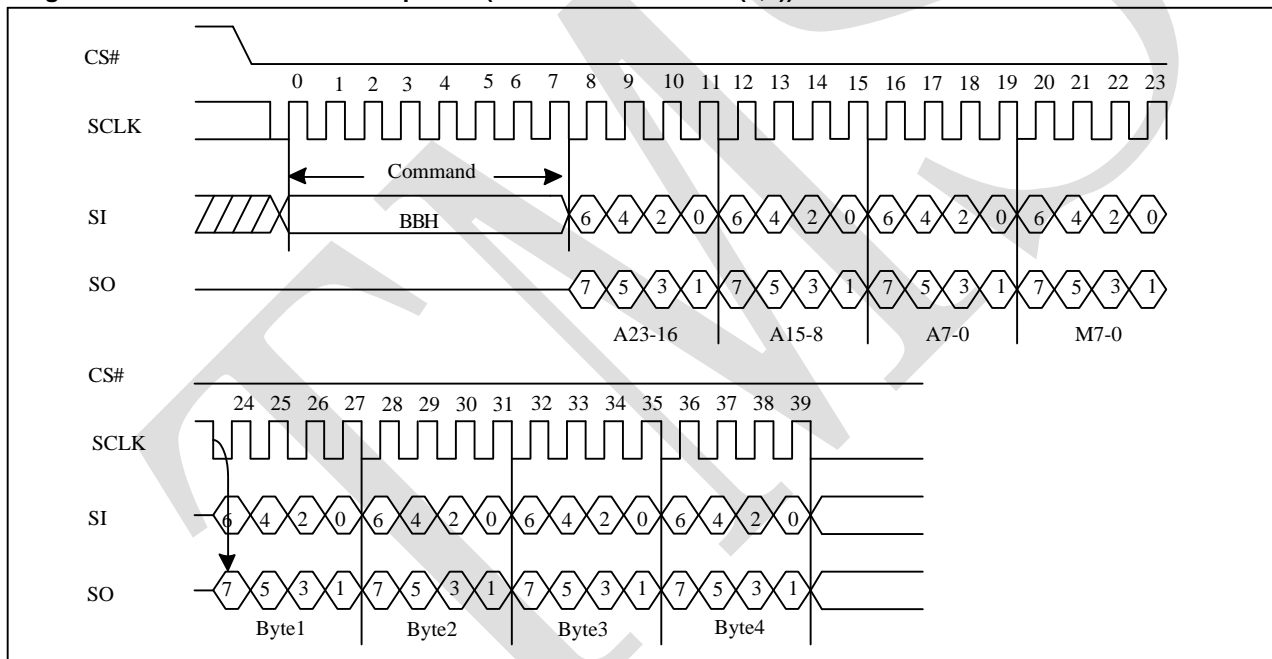 CS#
0 1 2 3 4 5 6 7 8 9 10 11 12 13 14 15 16 17 18 19 20 21 22 23
SCLK
Command
SI BBH 6 4 2 0 6 4 2 0 6 4 2 0 6 4 2 0
SO 7 5 3 1 7 5 3 1 7 5 3 1 7 5 3 1
A23-16 A15-8 A7-0 M7-0
CS#
24 25 26 27 28 29 30 31 32 33 34 35 36 37 38 39
SCLK
SI 6 4 2 0 6 4 2 0 6 4 2 0 6 4 2 0
SO 7 5 3 1 7 5 3 1 7 5 3 1 7 5 3 1
Byte1 Byte2 Byte3 Byte4